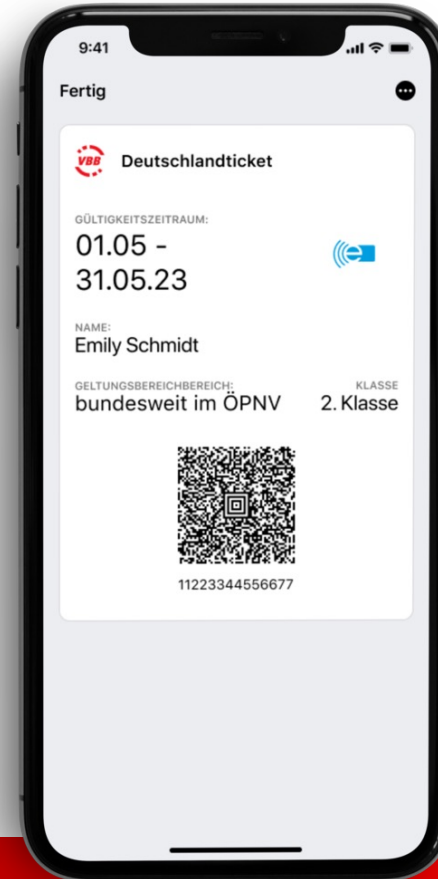 9:41
Fertig
VBB Deutschlandticket
GÜLTIGKEITSZEITRAUM:
01.05 -
31.05.23
e
NAME:
Emily Schmidt
GELTUNGSBEREICHBEREICH: KLASSE
bundesweit im ÖPNV 2. Klasse
11223344556677